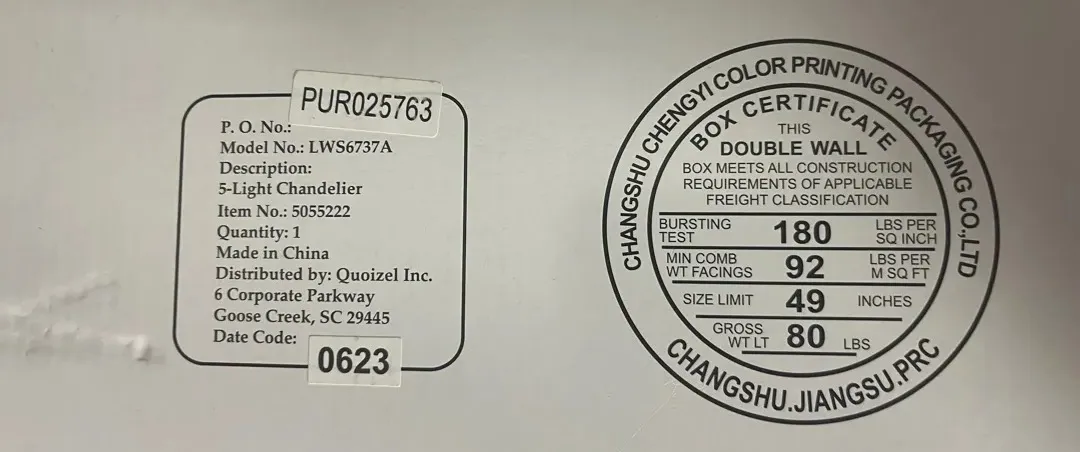 PUR025763
P. O. No.:
Model No.: LWS6737A
Description:
5-Light Chandelier
Item No.: 5055222
Quantity: 1
Made in China
Distributed by: Quoizel Inc.
6 Corporate Parkway
Goose Creek, SC 29445
Date Code:
0623
CHANGSHU CHENGYI COLOR PRINTING PACKAGING CO.,LTD
BOX CERTIFICATE
THIS
DOUBLE WALL
BOX MEETS ALL CONSTRUCTION
REQUIREMENTS OF APPLICABLE
FREIGHT CLASSIFICATION
BURSTING TEST 180 LBS PER SQ INCH
MIN COMB WT FACINGS 92 LBS PER M SQ FT
SIZE LIMIT 49 INCHES
GROSS WT LT 80 LBS
CHANGSHU.JIANGSU.PRC